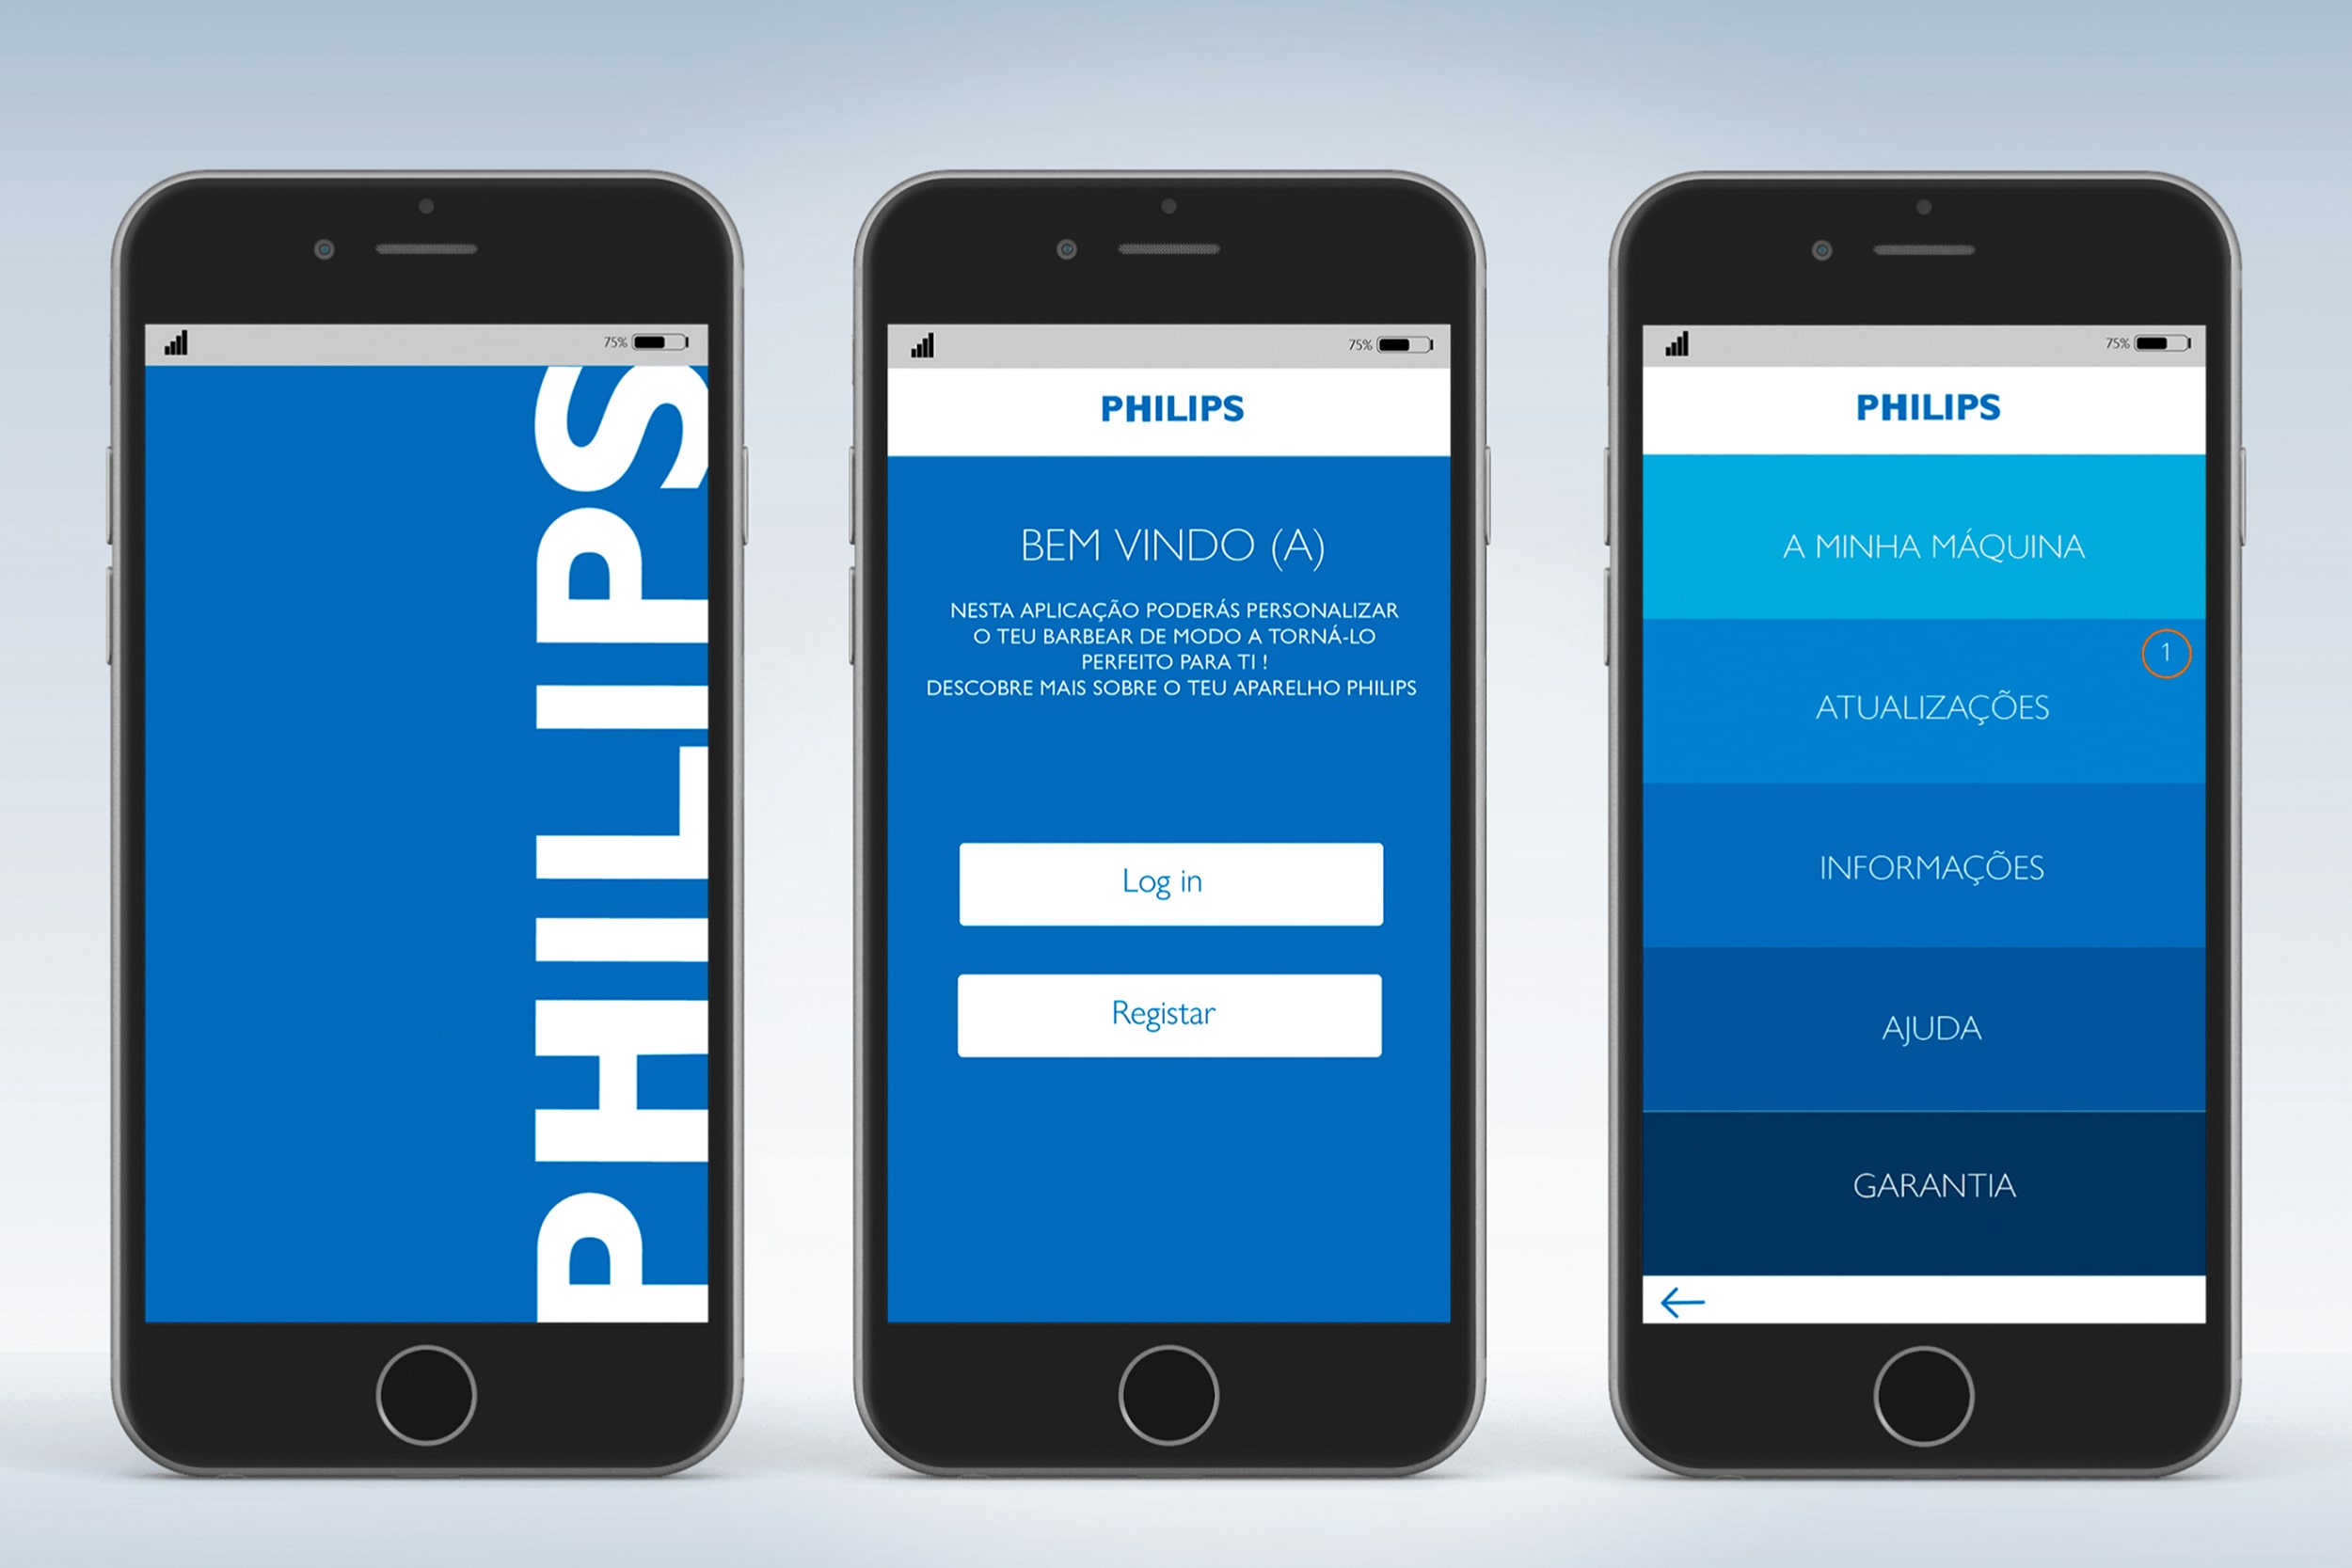 75%
PHILIPS
75%
PHILIPS
BEM VINDO (A)
NESTA APLICAÇÃO PODERÁS PERSONALIZAR
O TEU BARBEAR DE MODO A TORNÁ-LO
PERFEITO PARA TI !
DESCOBRE MAIS SOBRE O TEU APARELHO PHILIPS
Log in
Registar
75%
PHILIPS
A MINHA MÁQUINA
1
ATUALIZAÇÕES
INFORMAÇÕES
AJUDA
GARANTIA